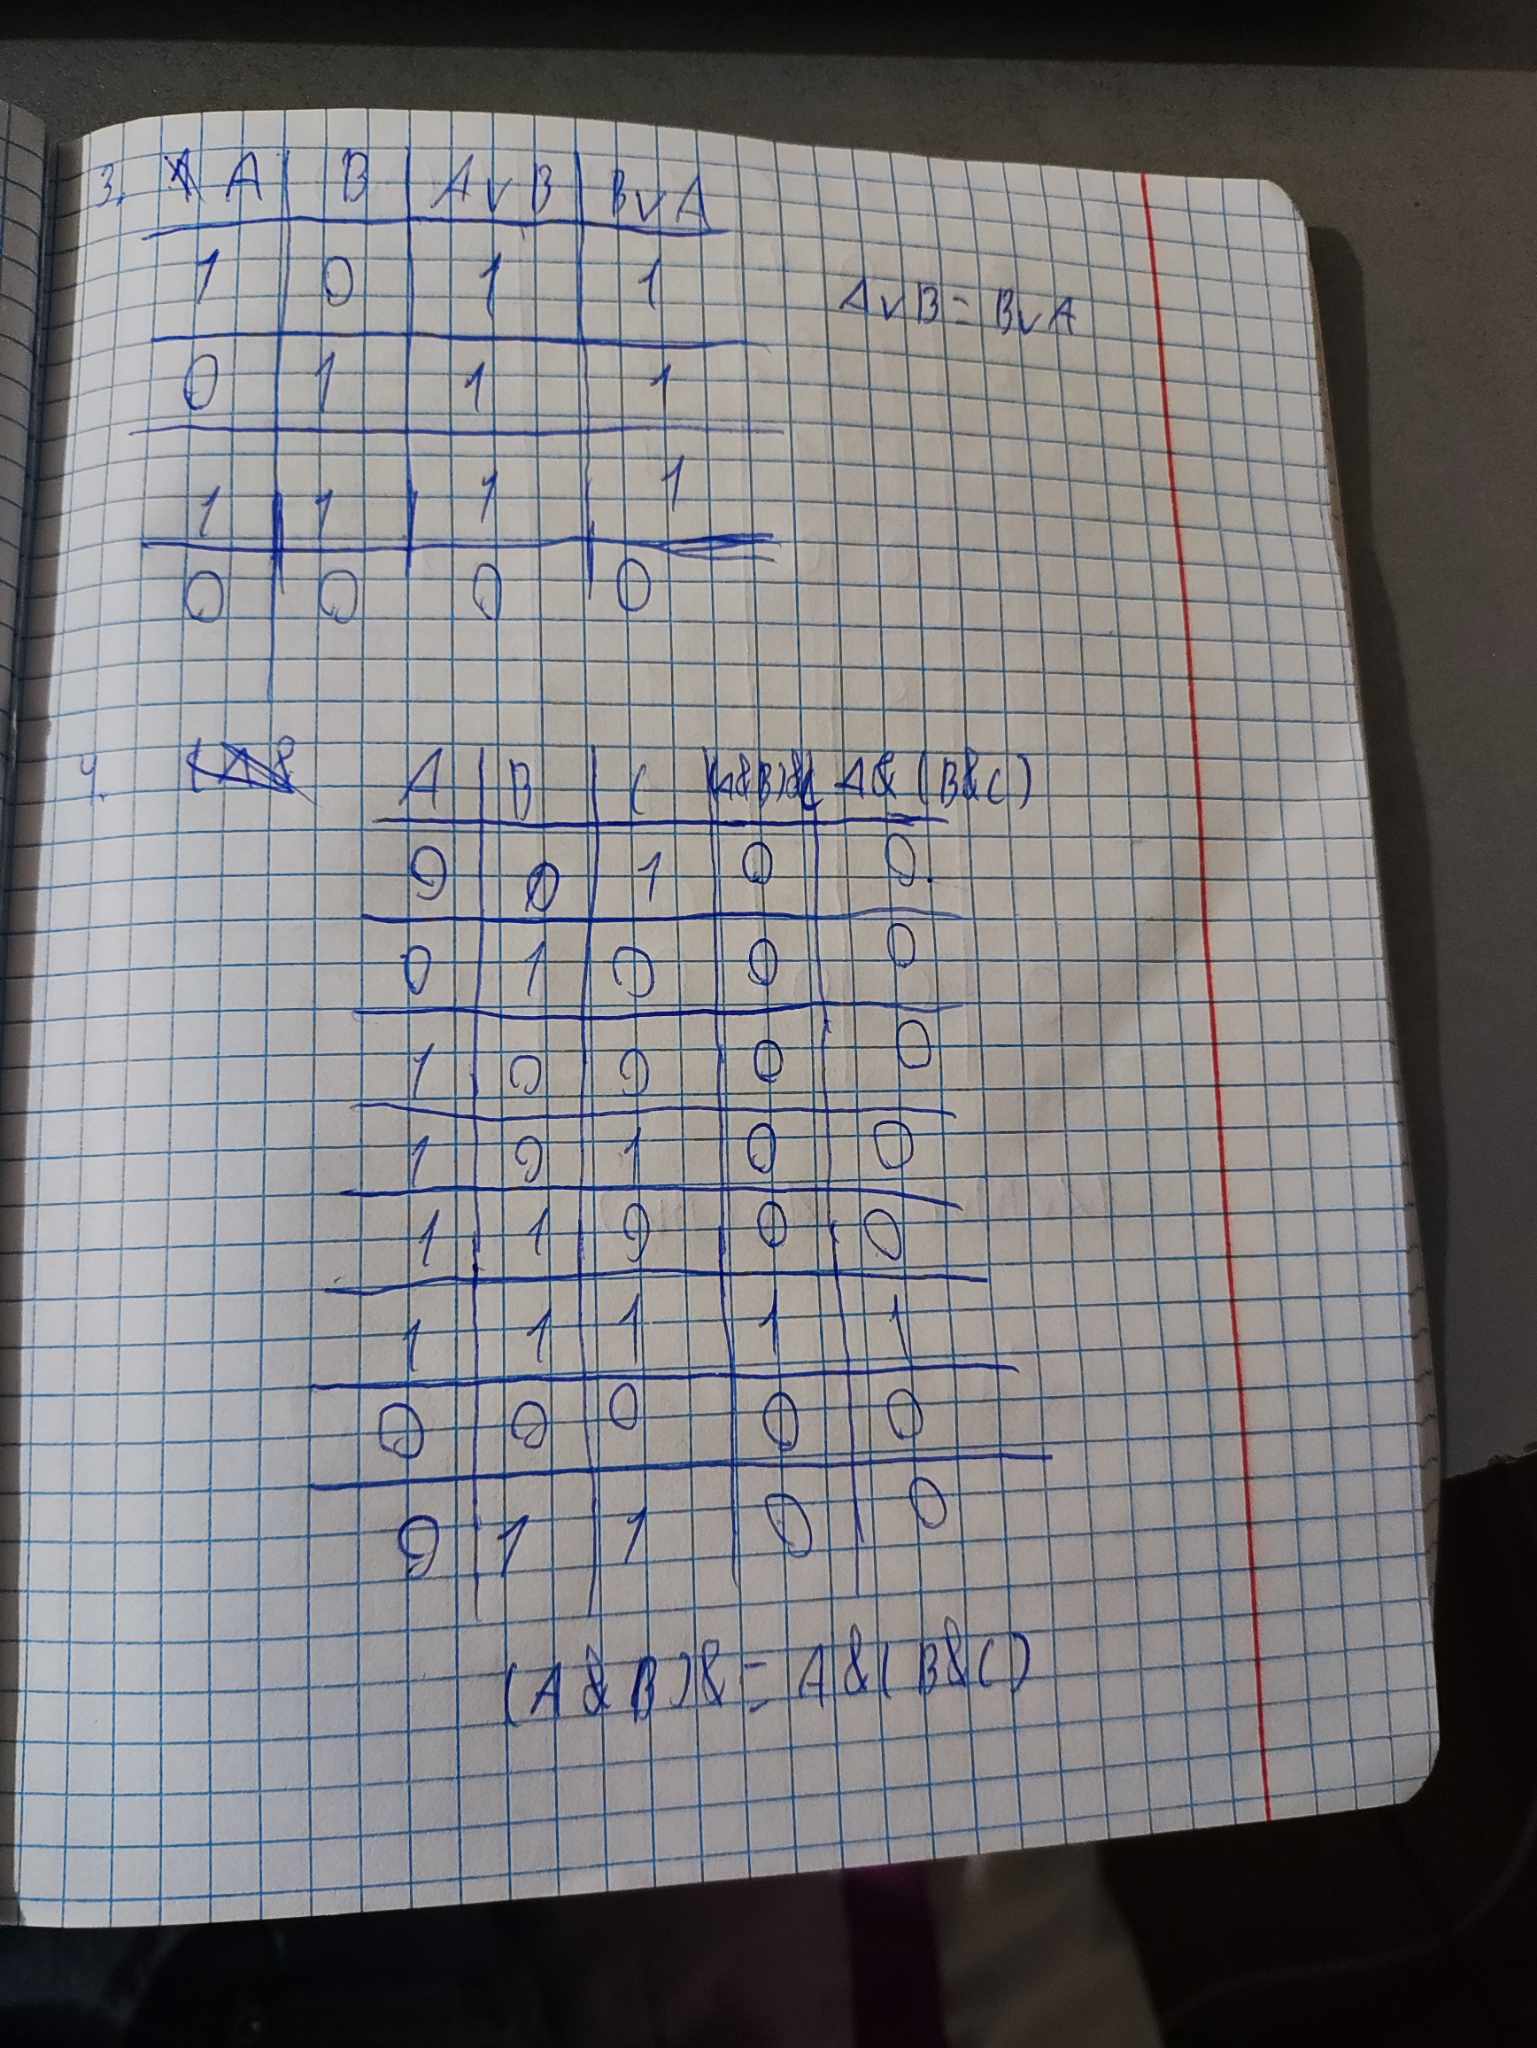 3. A | B | A v B | B v A
1 0 1 1
A v B = B v A
0 1 1 1
1 1 1 1
0 0 0 0
4. (A& A | B | C | (A&B)&C | A&(B&C)
0 0 1 0 0
0 1 0 0 0
1 0 0 0 0
1 0 1 0 0
1 1 0 0 0
1 1 1 1 1
0 0 0 0 0
0 1 1 0 0
(A&B)& = A&(B&C)